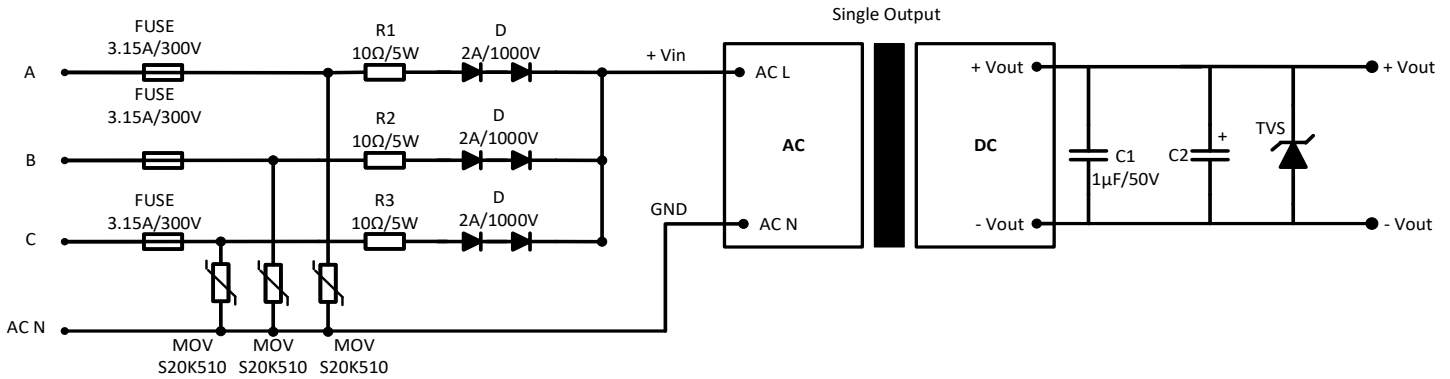 Single Output
FUSE
3.15A/300V
R1
10Ω/5W
D
2A/1000V
+ Vin
A
AC L
+ Vout
+ Vout
FUSE
3.15A/300V
R2
10Ω/5W
D
2A/1000V
B
AC
DC
C1
1µF/50V
C2
+
TVS
FUSE
3.15A/300V
R3
10Ω/5W
D
2A/1000V
GND
C
AC N
- Vout
- Vout
AC N
MOV
S20K510
MOV
S20K510
MOV
S20K510